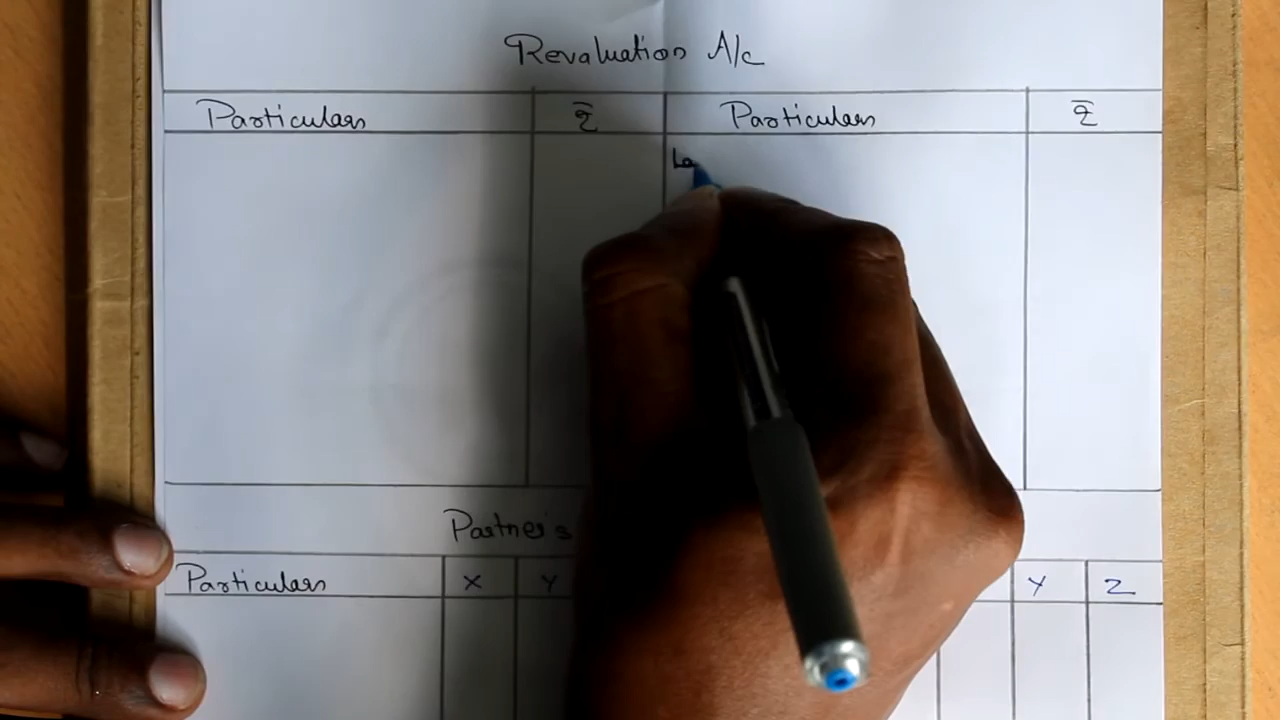 Revaluation A/c
Particulars ₹ Particulars ₹
Partner's
Particulars X Y Y Z